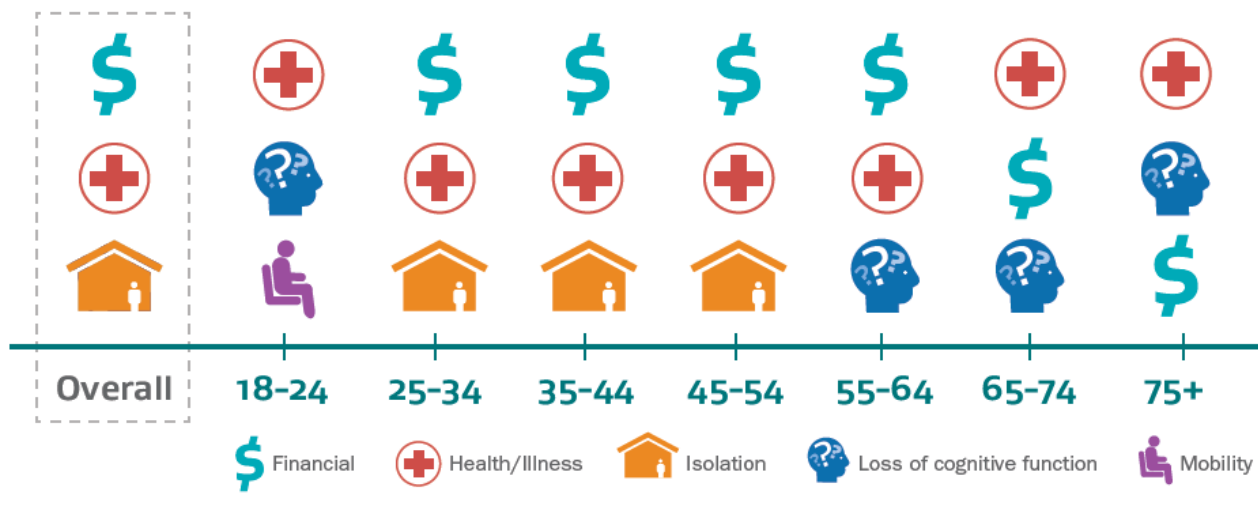 Overall 18-24 25-34 35-44 45-54 55-64 65-74 75+
Financial Health/Illness Isolation Loss of cognitive function Mobility